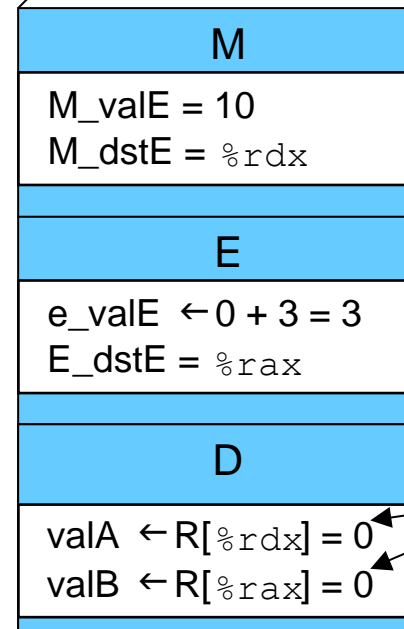 M
M_valE = 10
M_dstE = %rdx
E
e_valE ← 0 + 3 = 3
E_dstE = %rax
D
valA ← R[%rdx] = 0
valB ← R[%rax] = 0